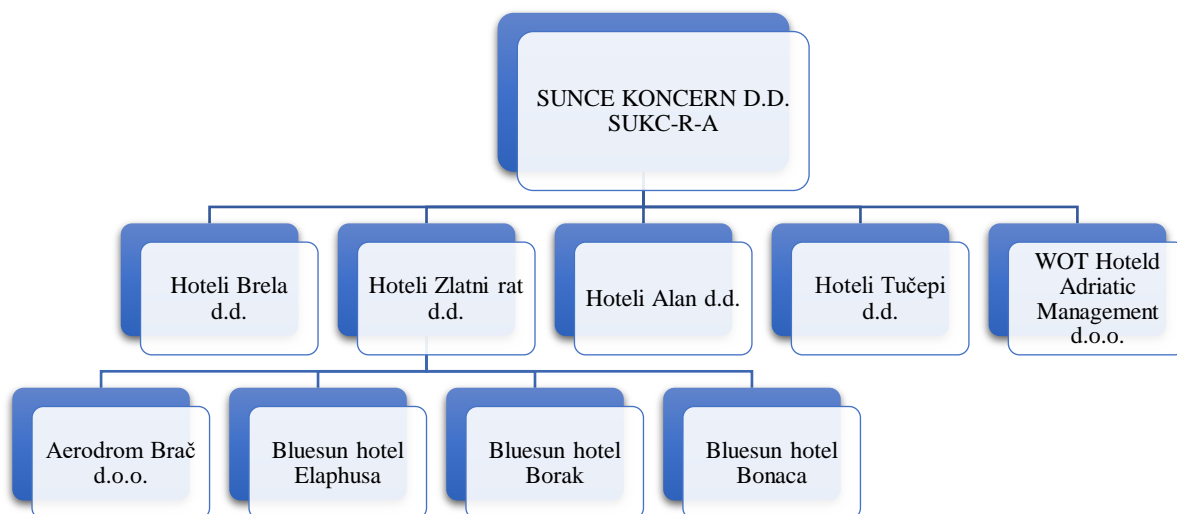 SUNCE KONCERN D.D.
SUKC-R-A
Hoteli Brela
d.d.
Hoteli Zlatni rat
d.d.
Hoteli Alan d.d.
Hoteli Tučepi
d.d.
WOT Hoteld
Adriatic
Management
d.o.o.
Aerodrom Brač
d.o.o.
Bluesun hotel
Elaphusa
Bluesun hotel
Borak
Bluesun hotel
Bonaca